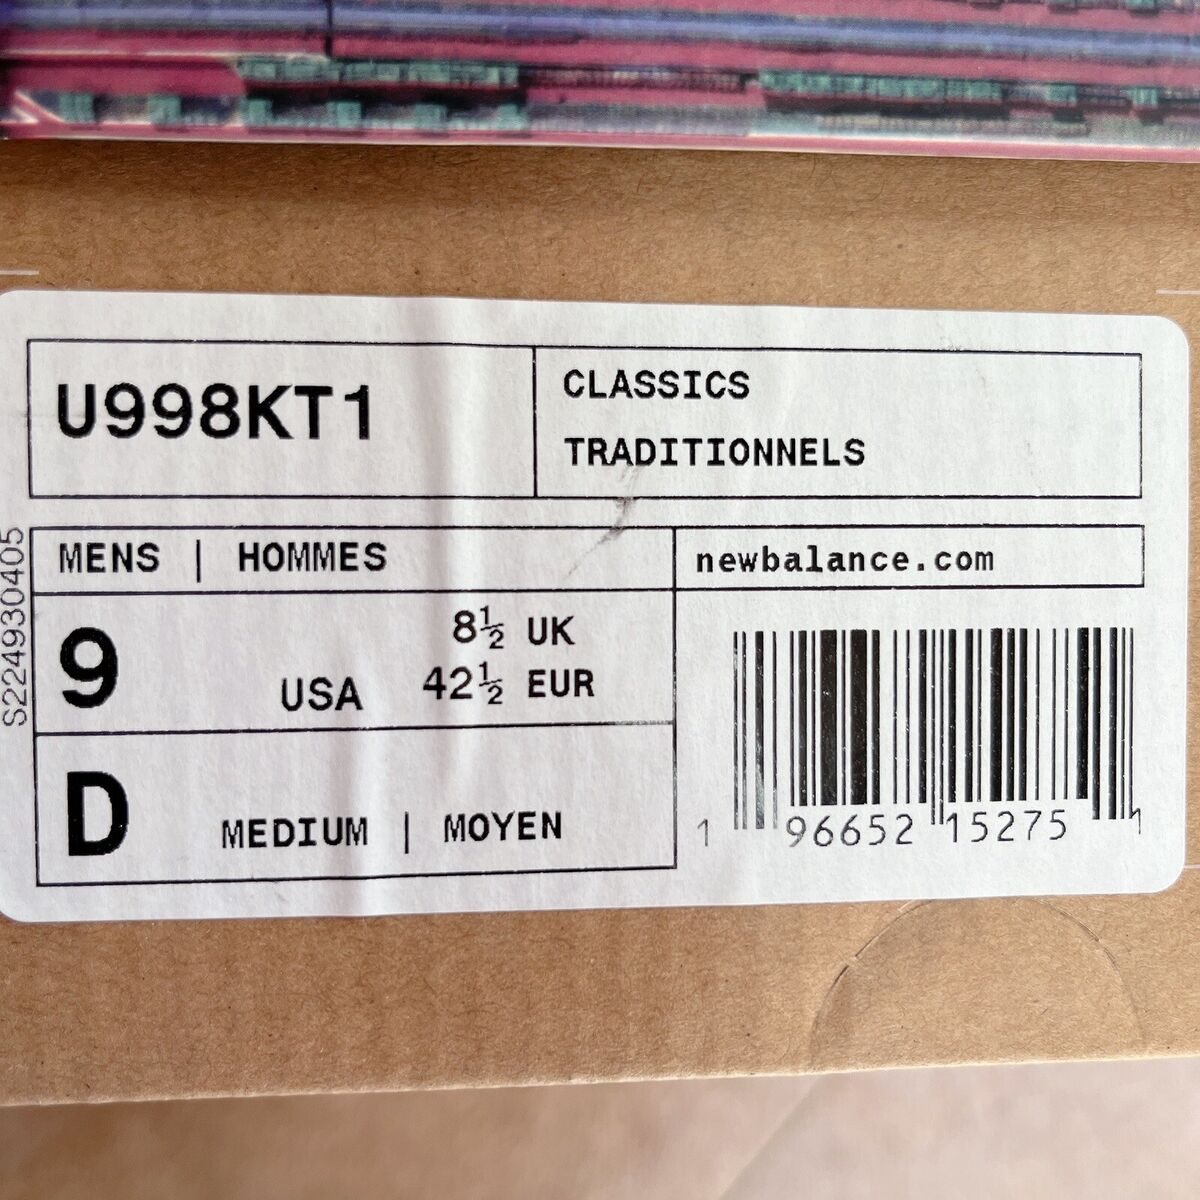 U998KT1
CLASSICS
TRADITIONNELS
MENS | HOMMES
newbalance.com
9 USA
8½ UK
42½ EUR
D MEDIUM | MOYEN
1 96652 15275 1
S224930405